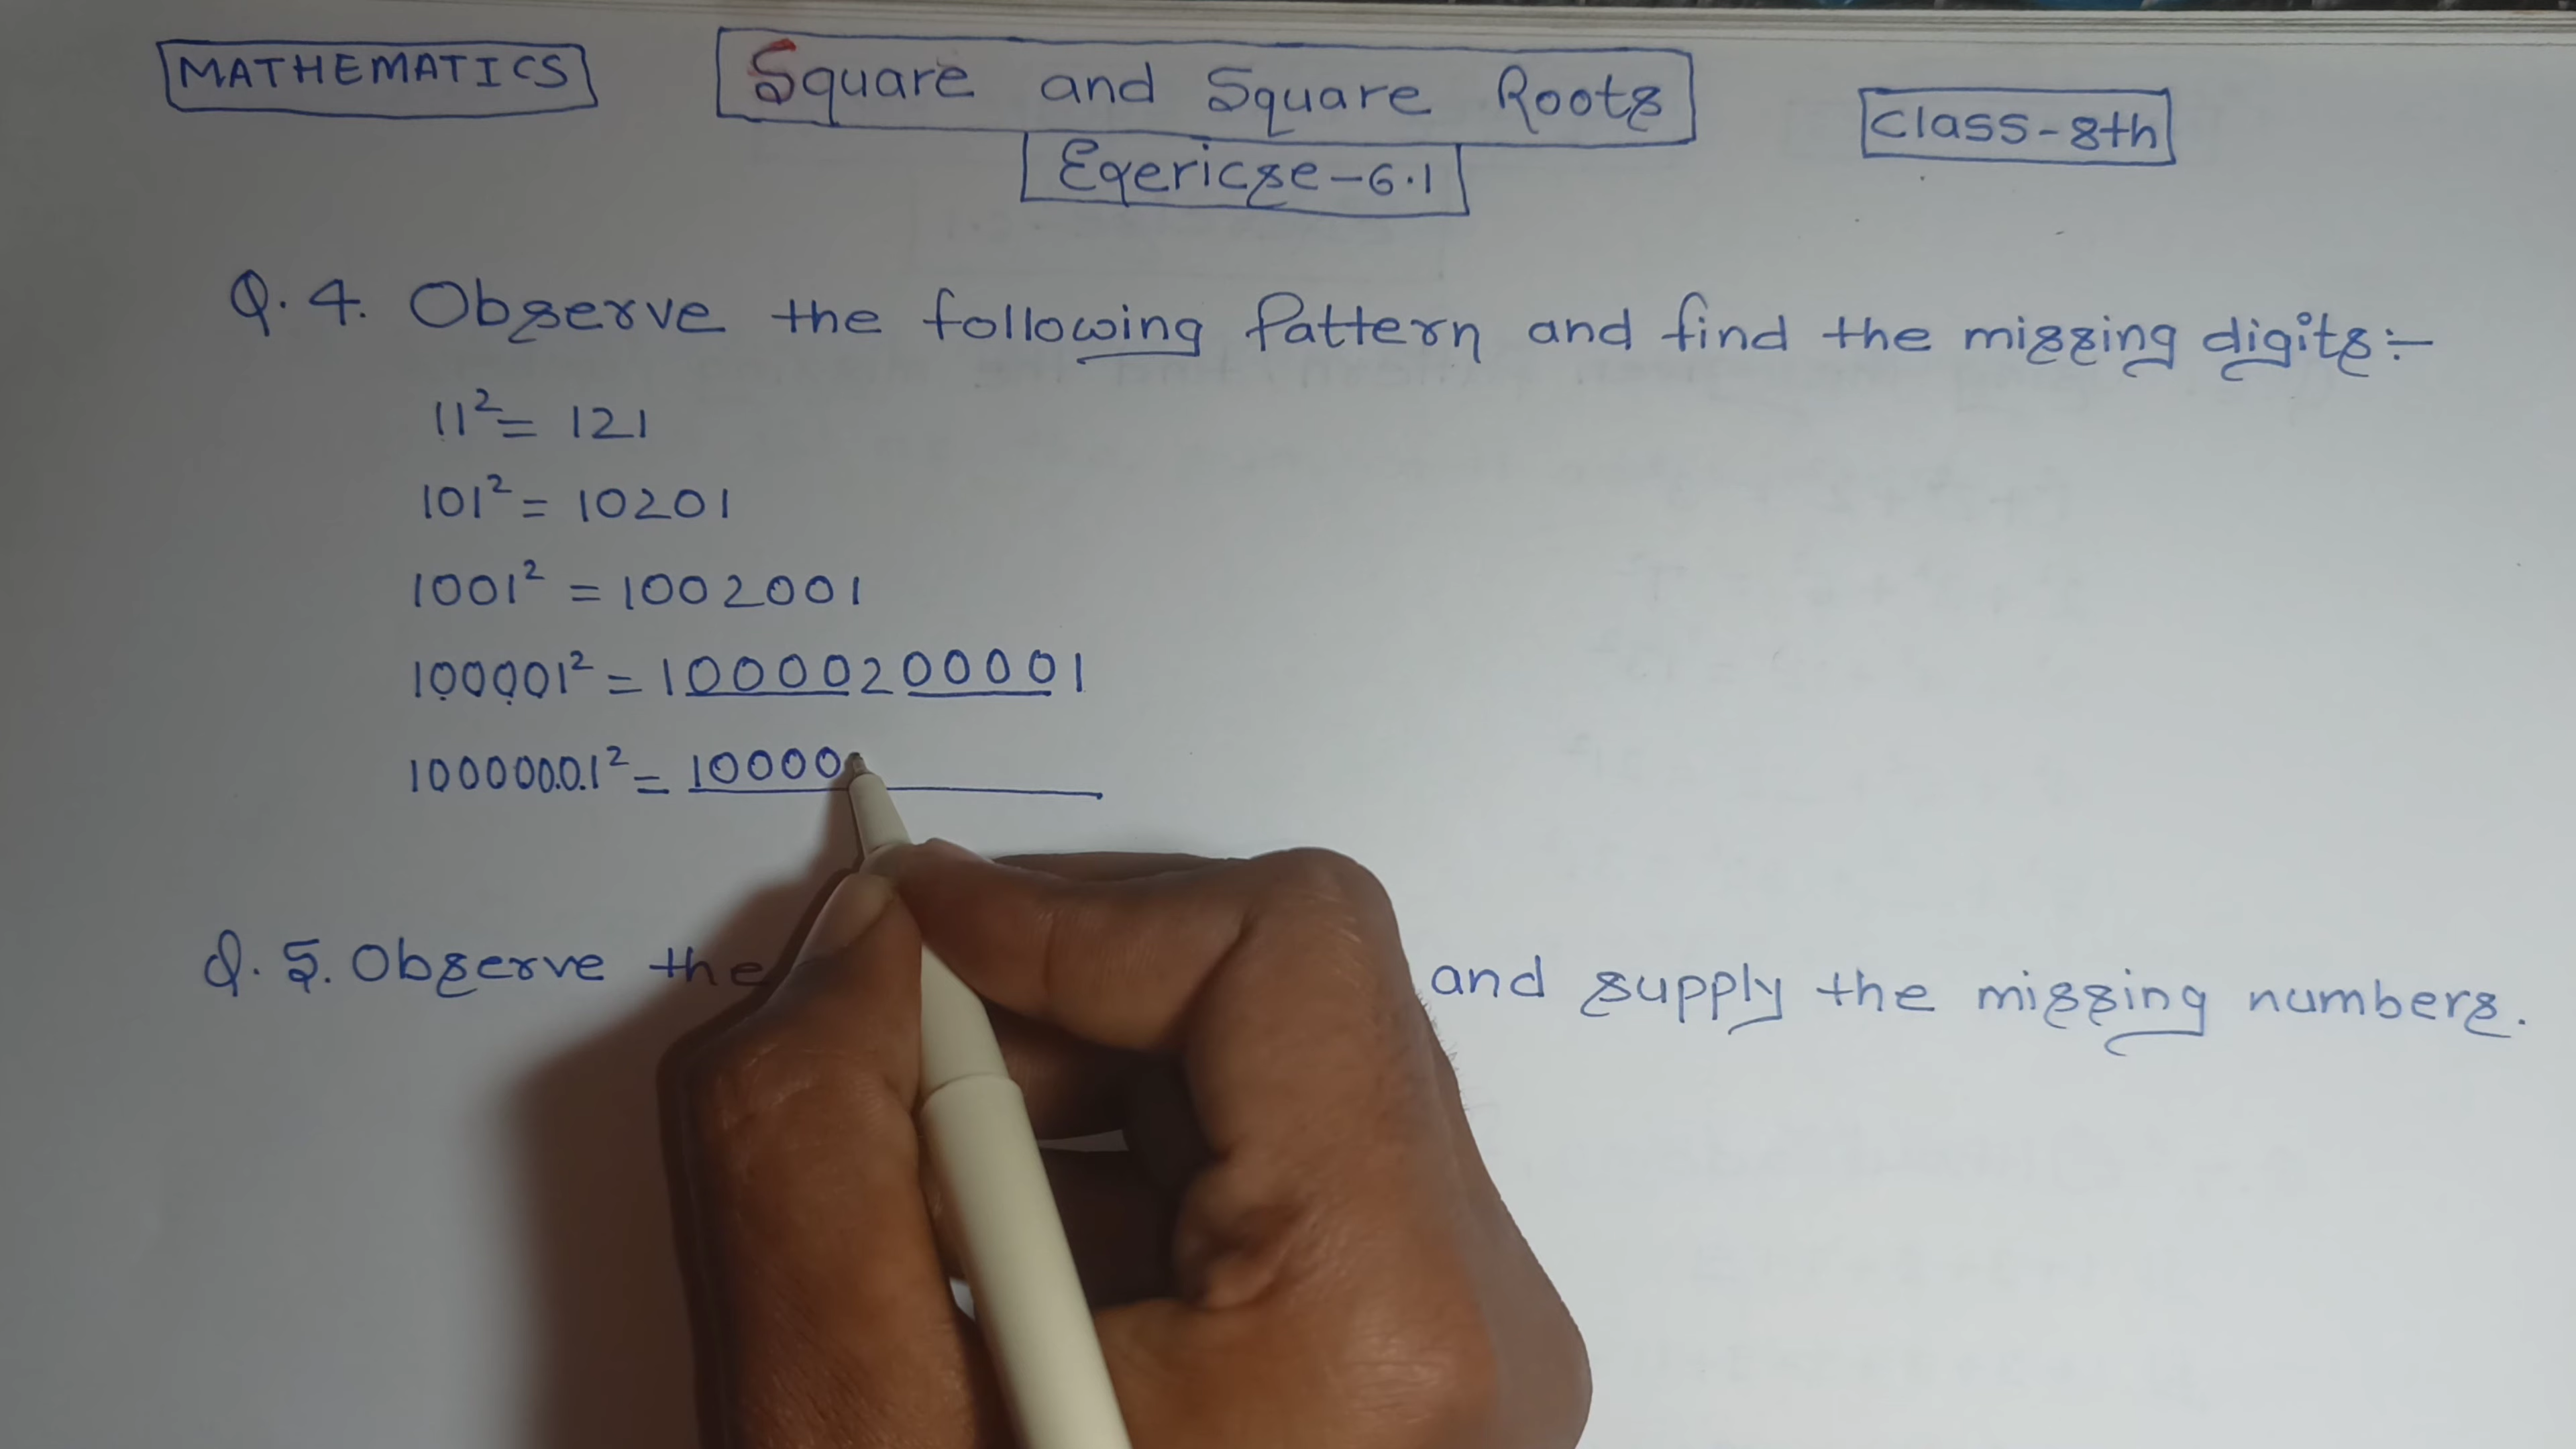 MATHEMATICS
Square and Square Roots
Class-8th
Exericse-6.1
Q.4. Observe the following Pattern and find the missing digits:-
11² = 121
101² = 10201
1001² = 1002001
100001² = 10000200001
10000001² = 10000
Q.5. Observe the and supply the missing numbers.